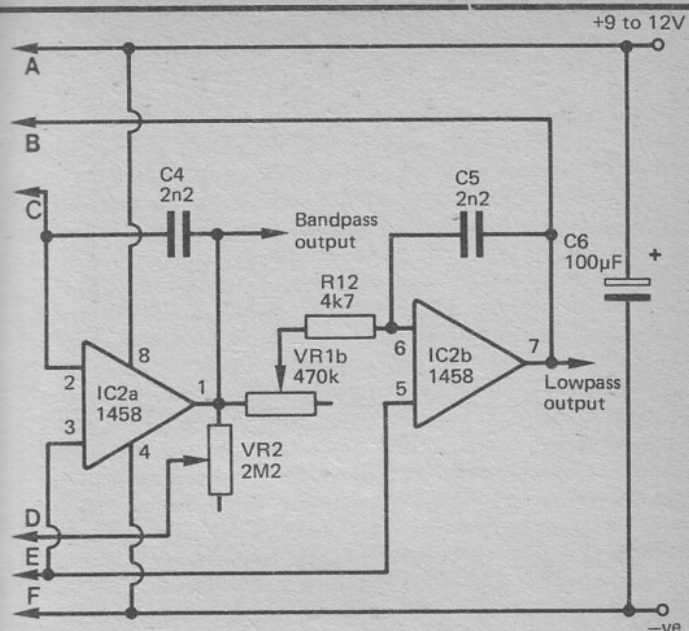 +9 to 12V
A
B
C4
2n2
C5
2n2
C
Bandpass
output
C6
100µF
+
R12
4k7
8
VR1b
470k
6
IC2b
1458
7
2
IC2a
1458
1
5
Lowpass
output
3
4
VR2
2M2
D
E
F
–ve